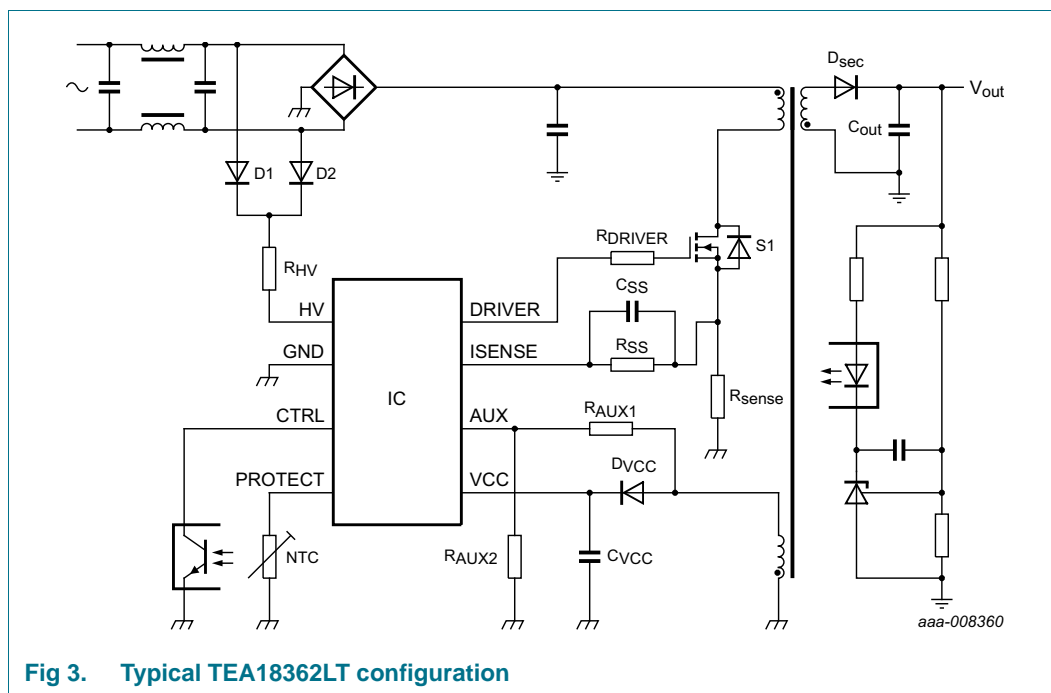 Dsec
Vout
Cout
D1
D2
RDRIVER
S1
RHV
CSS
HV
DRIVER
RSS
GND
ISENSE
IC
Rsense
CTRL
AUX
RAUX1
DVCC
PROTECT
VCC
NTC
RAUX2
CVCC
aaa-008360
Fig 3. Typical TEA18362LT configuration